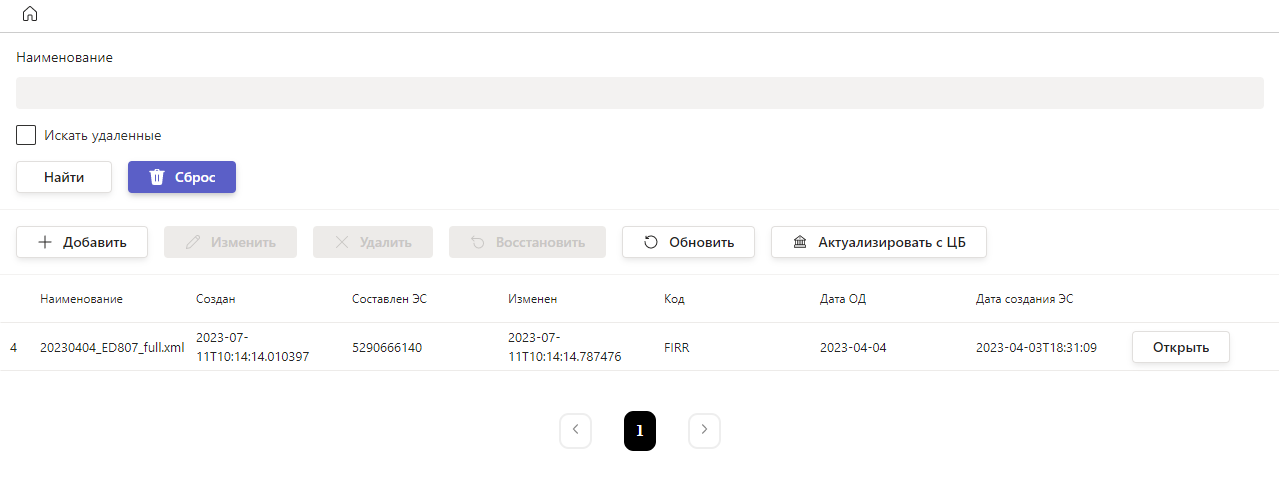 Наименование
Искать удаленные
Найти
Сброс
Добавить Изменить Удалить Восстановить Обновить Актуализировать с ЦБ
Наименование Создан Составлен ЭС Изменен Код Дата ОД Дата создания ЭС
4 20230404_ED807_full.xml 2023-07-11T10:14:14.010397 5290666140 2023-07-11T10:14:14.787476 FIRR 2023-04-04 2023-04-03T18:31:09 Открыть
1